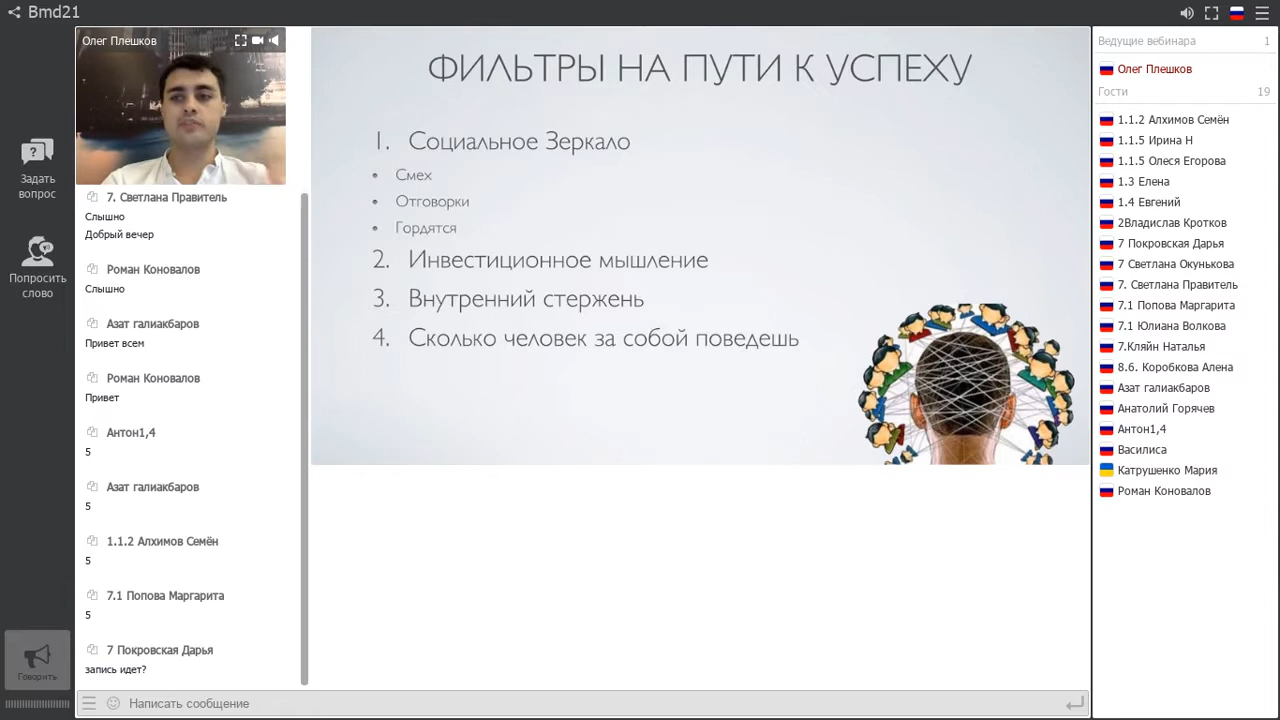 Bmd21
Задать
вопрос
Попросить
слово
Говорить
Олег Плешков
7. Светлана Правитель
Слышно
Добрый вечер
Роман Коновалов
Слышно
Азат галиакбаров
Привет всем
Роман Коновалов
Привет
Антон1,4
5
Азат галиакбаров
5
1.1.2 Алхимов Семён
5
7.1 Попова Маргарита
5
7 Покровская Дарья
запись идет?
Написать сообщение
ФИЛЬТРЫ НА ПУТИ К УСПЕХУ
1. Социальное Зеркало
• Смех
• Отговорки
• Гордятся
2. Инвестиционное мышление
3. Внутренний стержень
4. Сколько человек за собой поведешь
Ведущие вебинара 1
Олег Плешков
Гости 19
1.1.2 Алхимов Семён
1.1.5 Ирина Н
1.1.5 Олеся Егорова
1.3 Елена
1.4 Евгений
2Владислав Кротков
7 Покровская Дарья
7 Светлана Окунькова
7. Светлана Правитель
7.1 Попова Маргарита
7.1 Юлиана Волкова
7.Кляйн Наталья
8.6. Коробкова Алена
Азат галиакбаров
Анатолий Горячев
Антон1,4
Василиса
Катрушенко Мария
Роман Коновалов